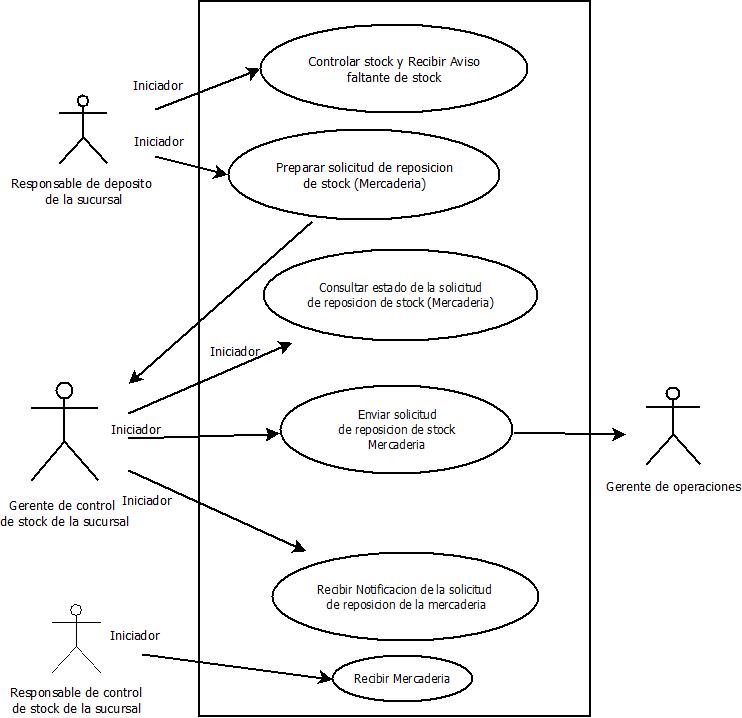 Controlar stock y Recibir Aviso
faltante de stock
Iniciador
Responsable de deposito
de la sucursal
Iniciador
Preparar solicitud de reposicion
de stock (Mercaderia)
Consultar estado de la solicitud
de reposicion de stock (Mercaderia)
Iniciador
Gerente de control
de stock de la sucursal
Iniciador
Enviar solicitud
de reposicion de stock
Mercaderia
Gerente de operaciones
Iniciador
Recibir Notificacion de la solicitud
de reposicion de la mercaderia
Responsable de control
de stock de la sucursal
Iniciador
Recibir Mercaderia